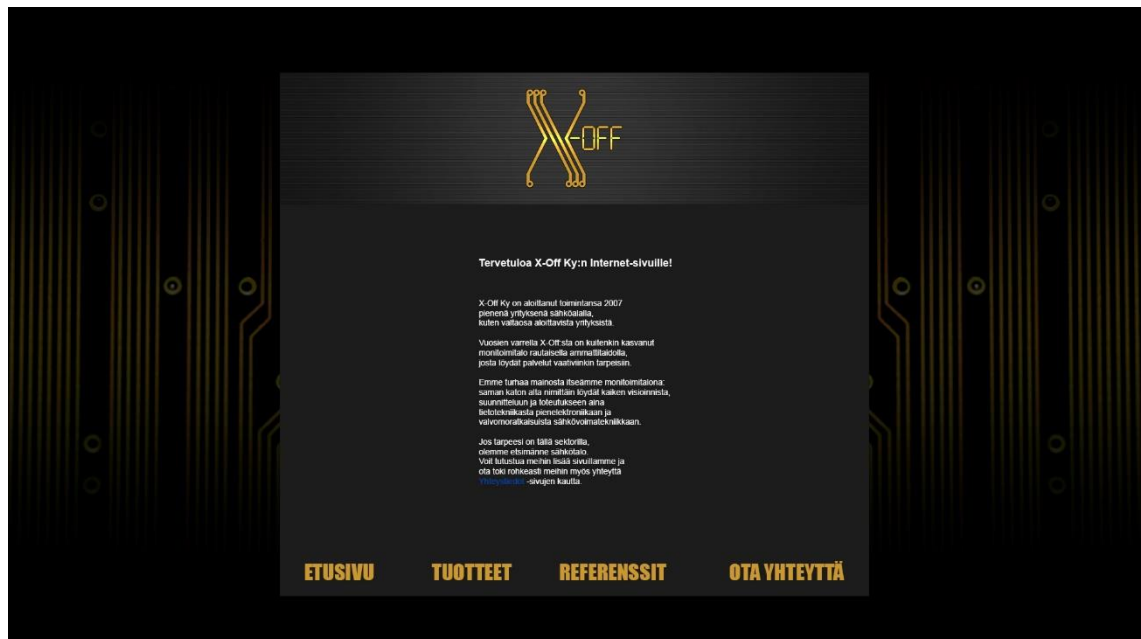 X-OFF
Tervetuloa X-Off Ky:n Internet-sivuille!
X-Off Ky on aloittanut toimintansa 2007
pienenä yrityksenä sähköalalla,
kuten valtaosa aloittavista yrityksistä.
Vuosien varrella X-Off:sta on kuitenkin kasvanut
monitoimitalo rautaisella ammattitaidolla,
josta löydät palvelut vaativiinkin tarpeisiin.
Emme turhaa mainosta itseämme monitoimitalona:
saman katon alta nimittäin löydät kaiken visioinnista,
suunnitteluun ja toteutukseen aina
tietotekniikasta pienelektroniikaan ja
valvomoratkaisuista sähkövoimatekniikkaan.
Jos tarpeesi on tällä sektorilla,
olemme etsimänne sähkötalo.
Voit tutustua meihin lisää sivuillamme ja
ota toki rohkeasti meihin myös yhteyttä
Yhteystiedot -sivujen kautta.
ETUSIVU TUOTTEET REFERENSSIT OTA YHTEYTTÄ